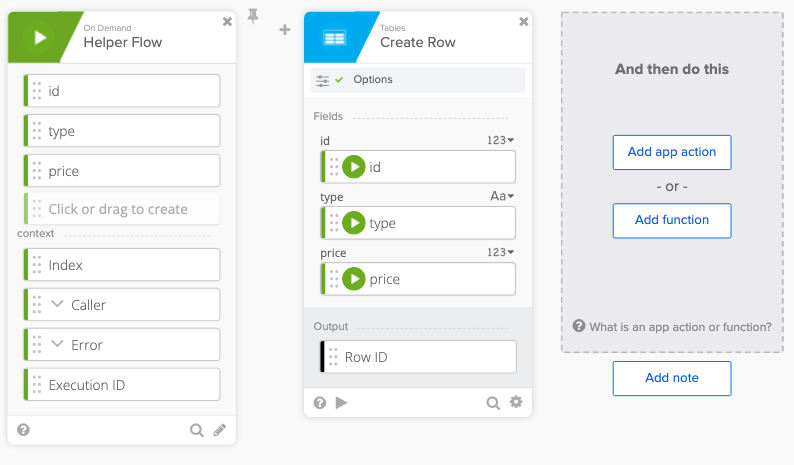 On Demand
Helper Flow
id
type
price
Click or drag to create
context
Index
Caller
Error
Execution ID
Tables
Create Row
Options
Fields
id
123
id
type
Aa
type
price
123
price
Output
Row ID
And then do this
Add app action
- or -
Add function
What is an app action or function?
Add note